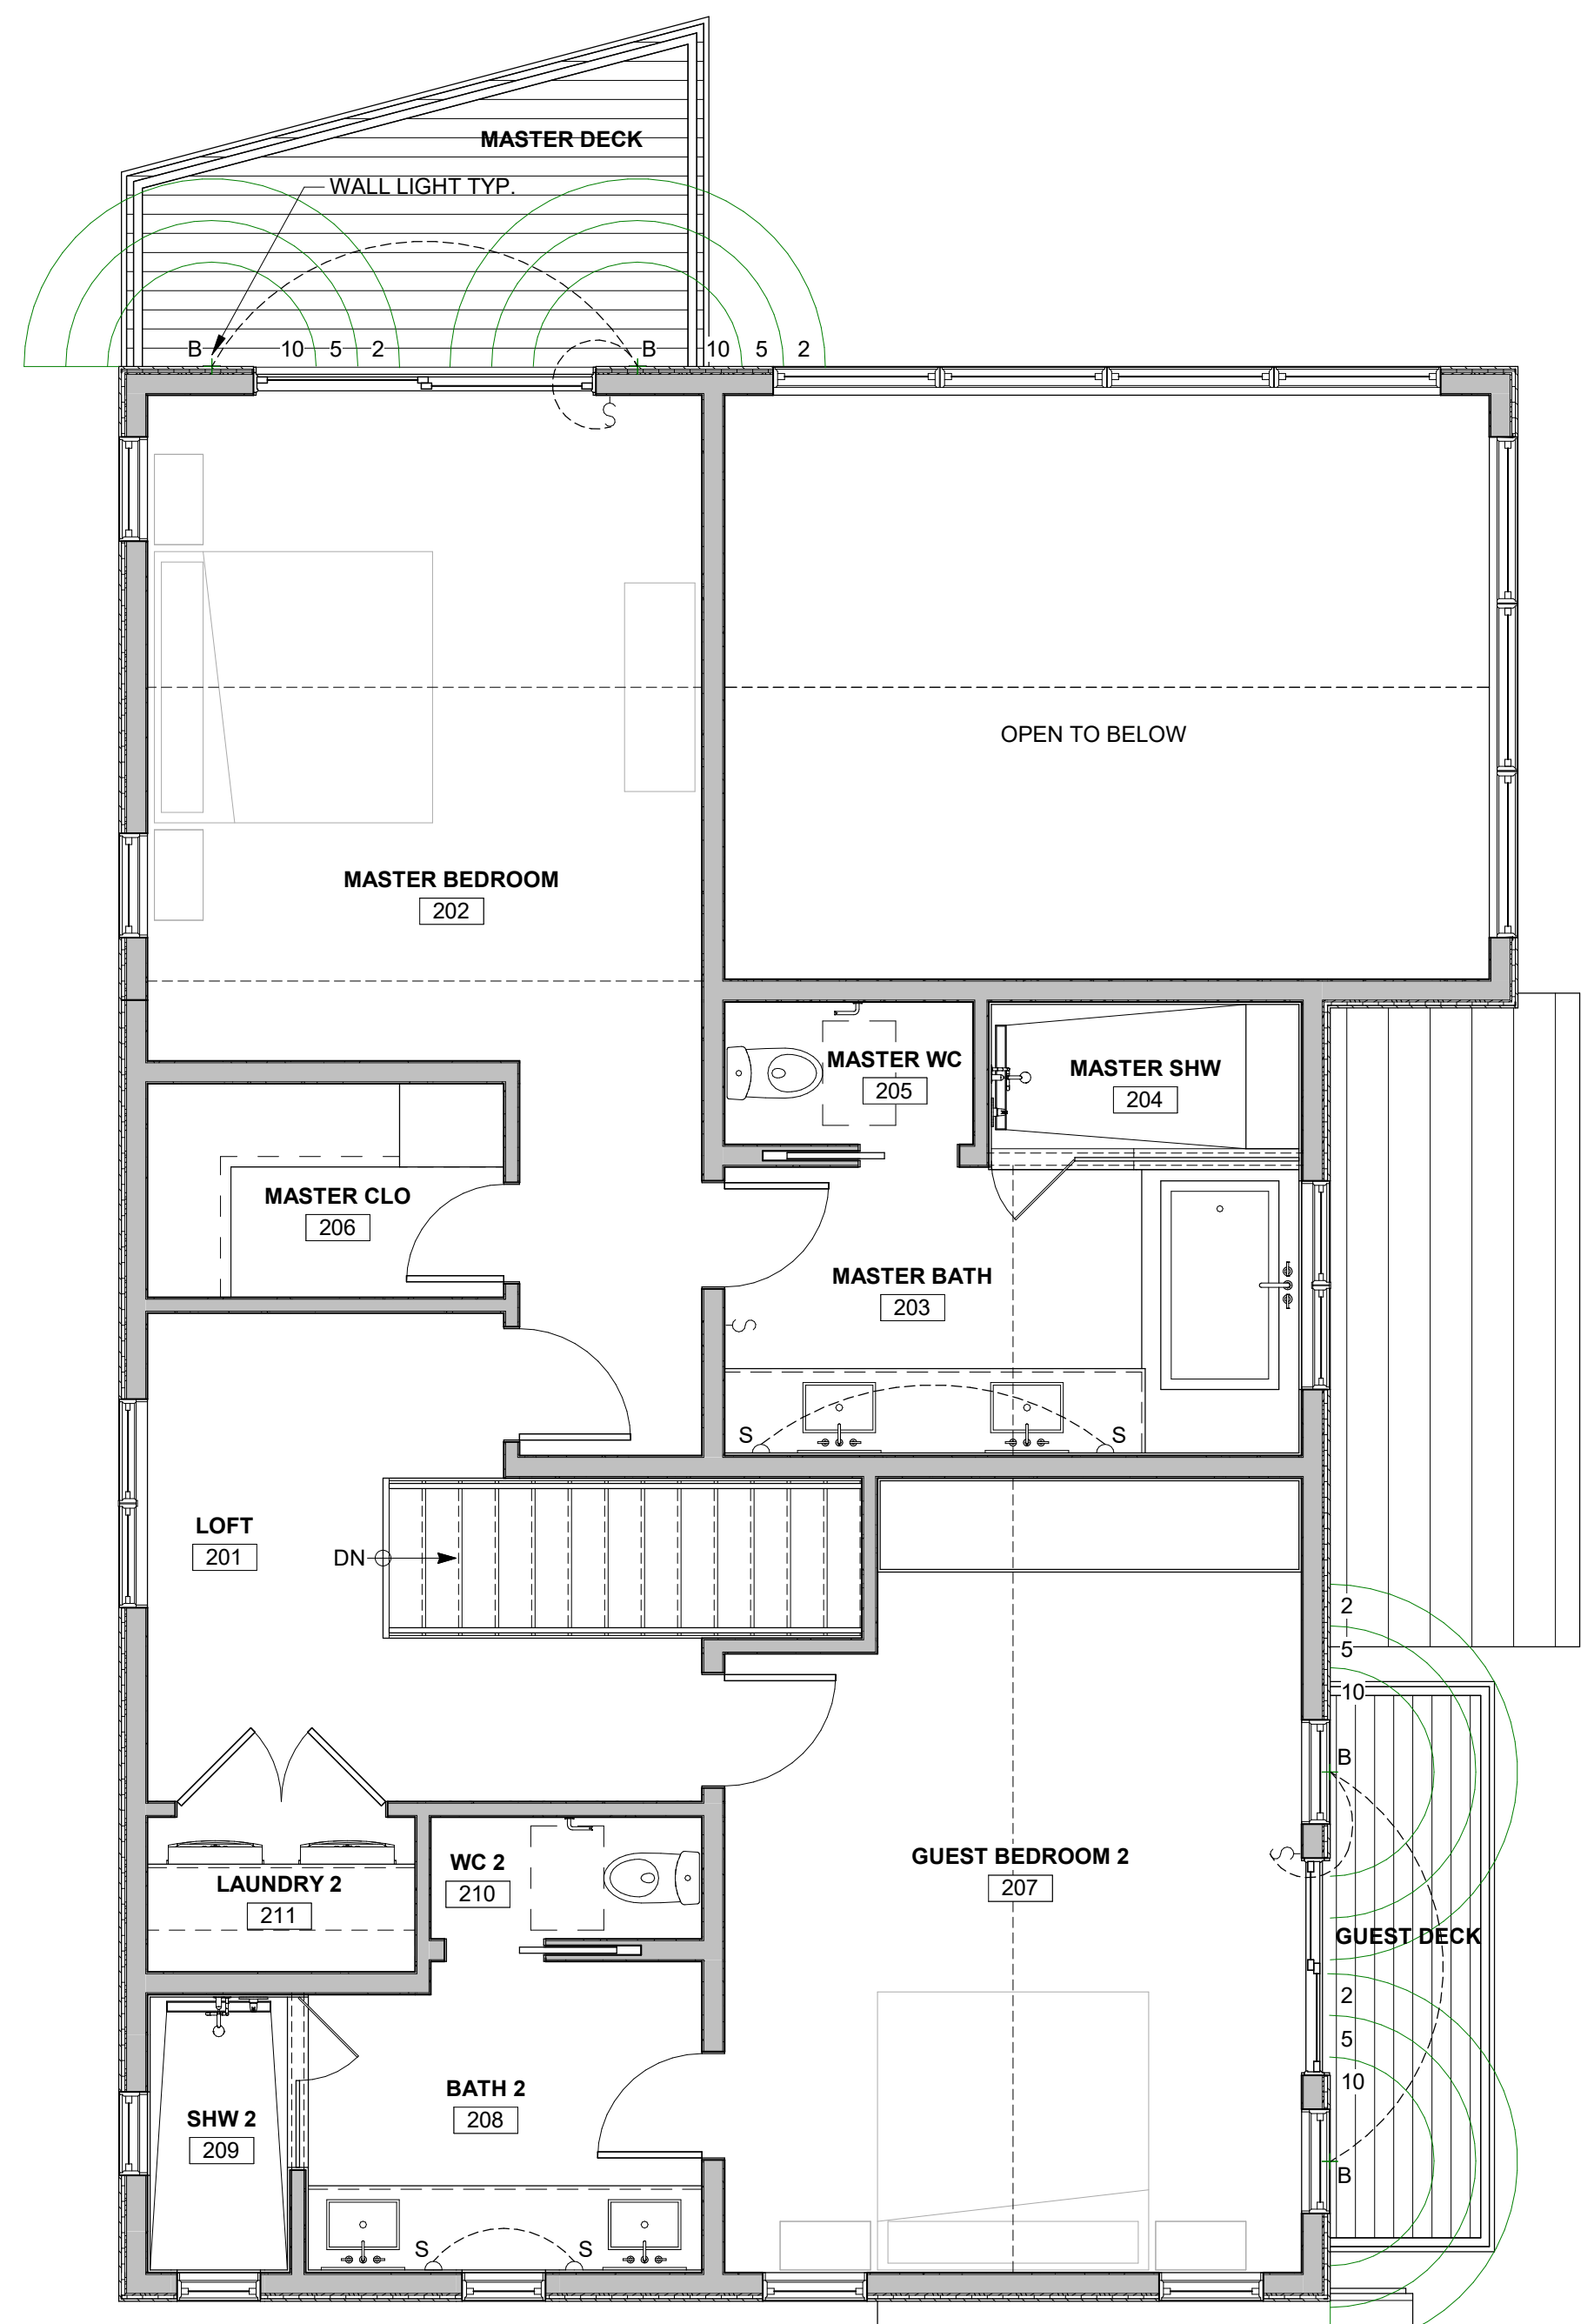 MASTER DECK
WALL LIGHT TYP.
B 10 5 2 B 10 5 2
OPEN TO BELOW
MASTER BEDROOM
202
MASTER WC
205
MASTER SHW
204
MASTER CLO
206
MASTER BATH
203
S S
LOFT
201
DN
2
5
10
B
GUEST BEDROOM 2
207
WC 2
210
LAUNDRY 2
211
GUEST DECK
2
5
10
B
BATH 2
208
SHW 2
209
S S